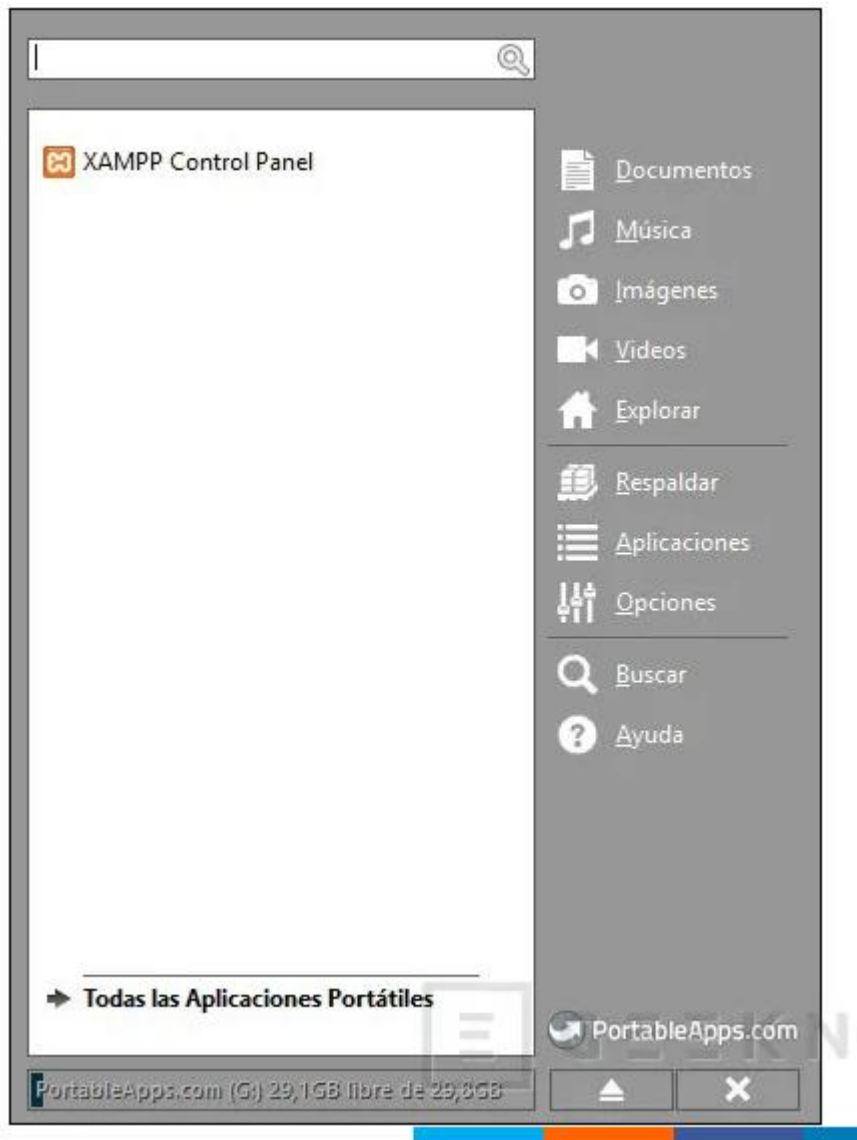 XAMPP Control Panel
Todas las Aplicaciones Portátiles
PortableApps.com (G:) 29,1GB libre de 29,8GB
Documentos
Música
Imágenes
Videos
Explorar
Respaldar
Aplicaciones
Opciones
Buscar
Ayuda
PortableApps.com